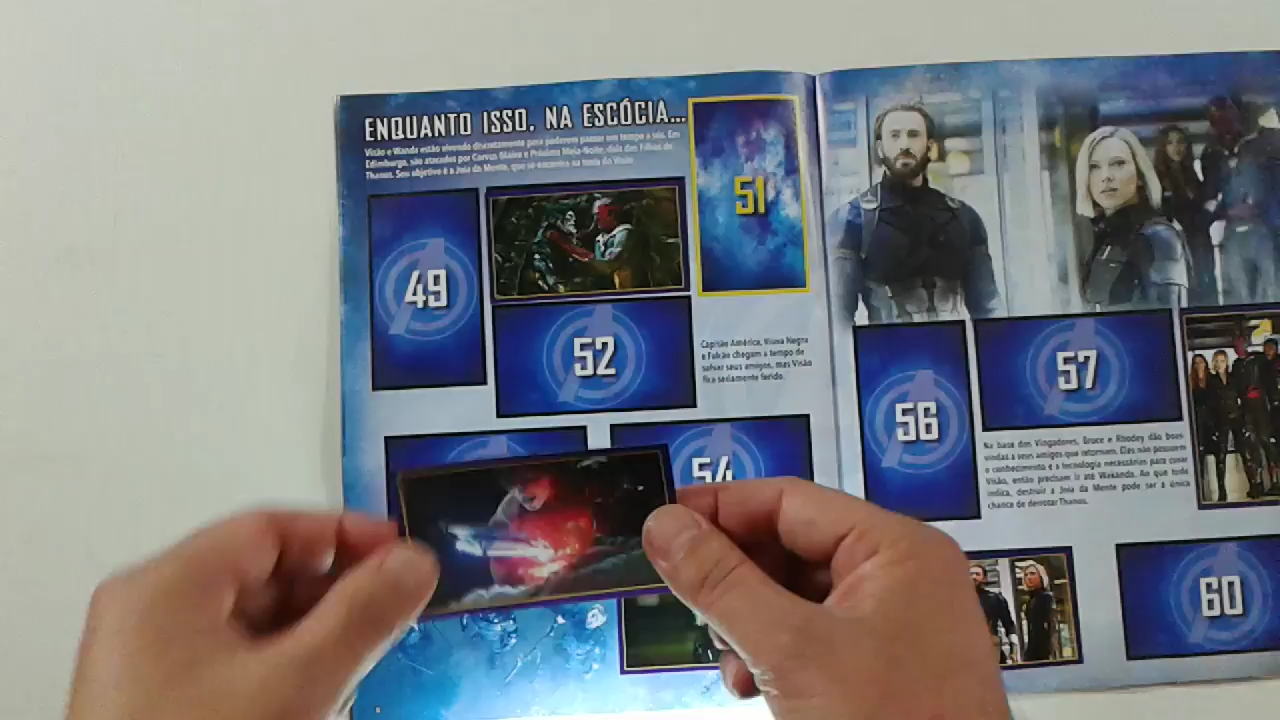 ENQUANTO ISSO, NA ESCÓCIA...
Visão e Wanda estão vivendo discretamente para poderem passar um tempo a sós. Em
Edimburgo, são atacados por Corvus Glaive e Próxima Meia-Noite, dois dos Filhos de
Thanos. Seu objetivo é a Joia da Mente, que se encontra na testa do Visão.
49
51
52
Capitão América, Viúva Negra
e Falcão chegam a tempo de
salvar seus amigos, mas Visão
fica seriamente ferido.
54
56
57
Na base dos Vingadores, Bruce e Rhodey dão boas-
vindas a seus amigos que retornam. Eles não possuem
o conhecimento e a tecnologia necessários para curar
Visão, então precisam ir até Wakanda. Ao que tudo
indica, destruir a Joia da Mente pode ser a única
chance de derrotar Thanos.
60